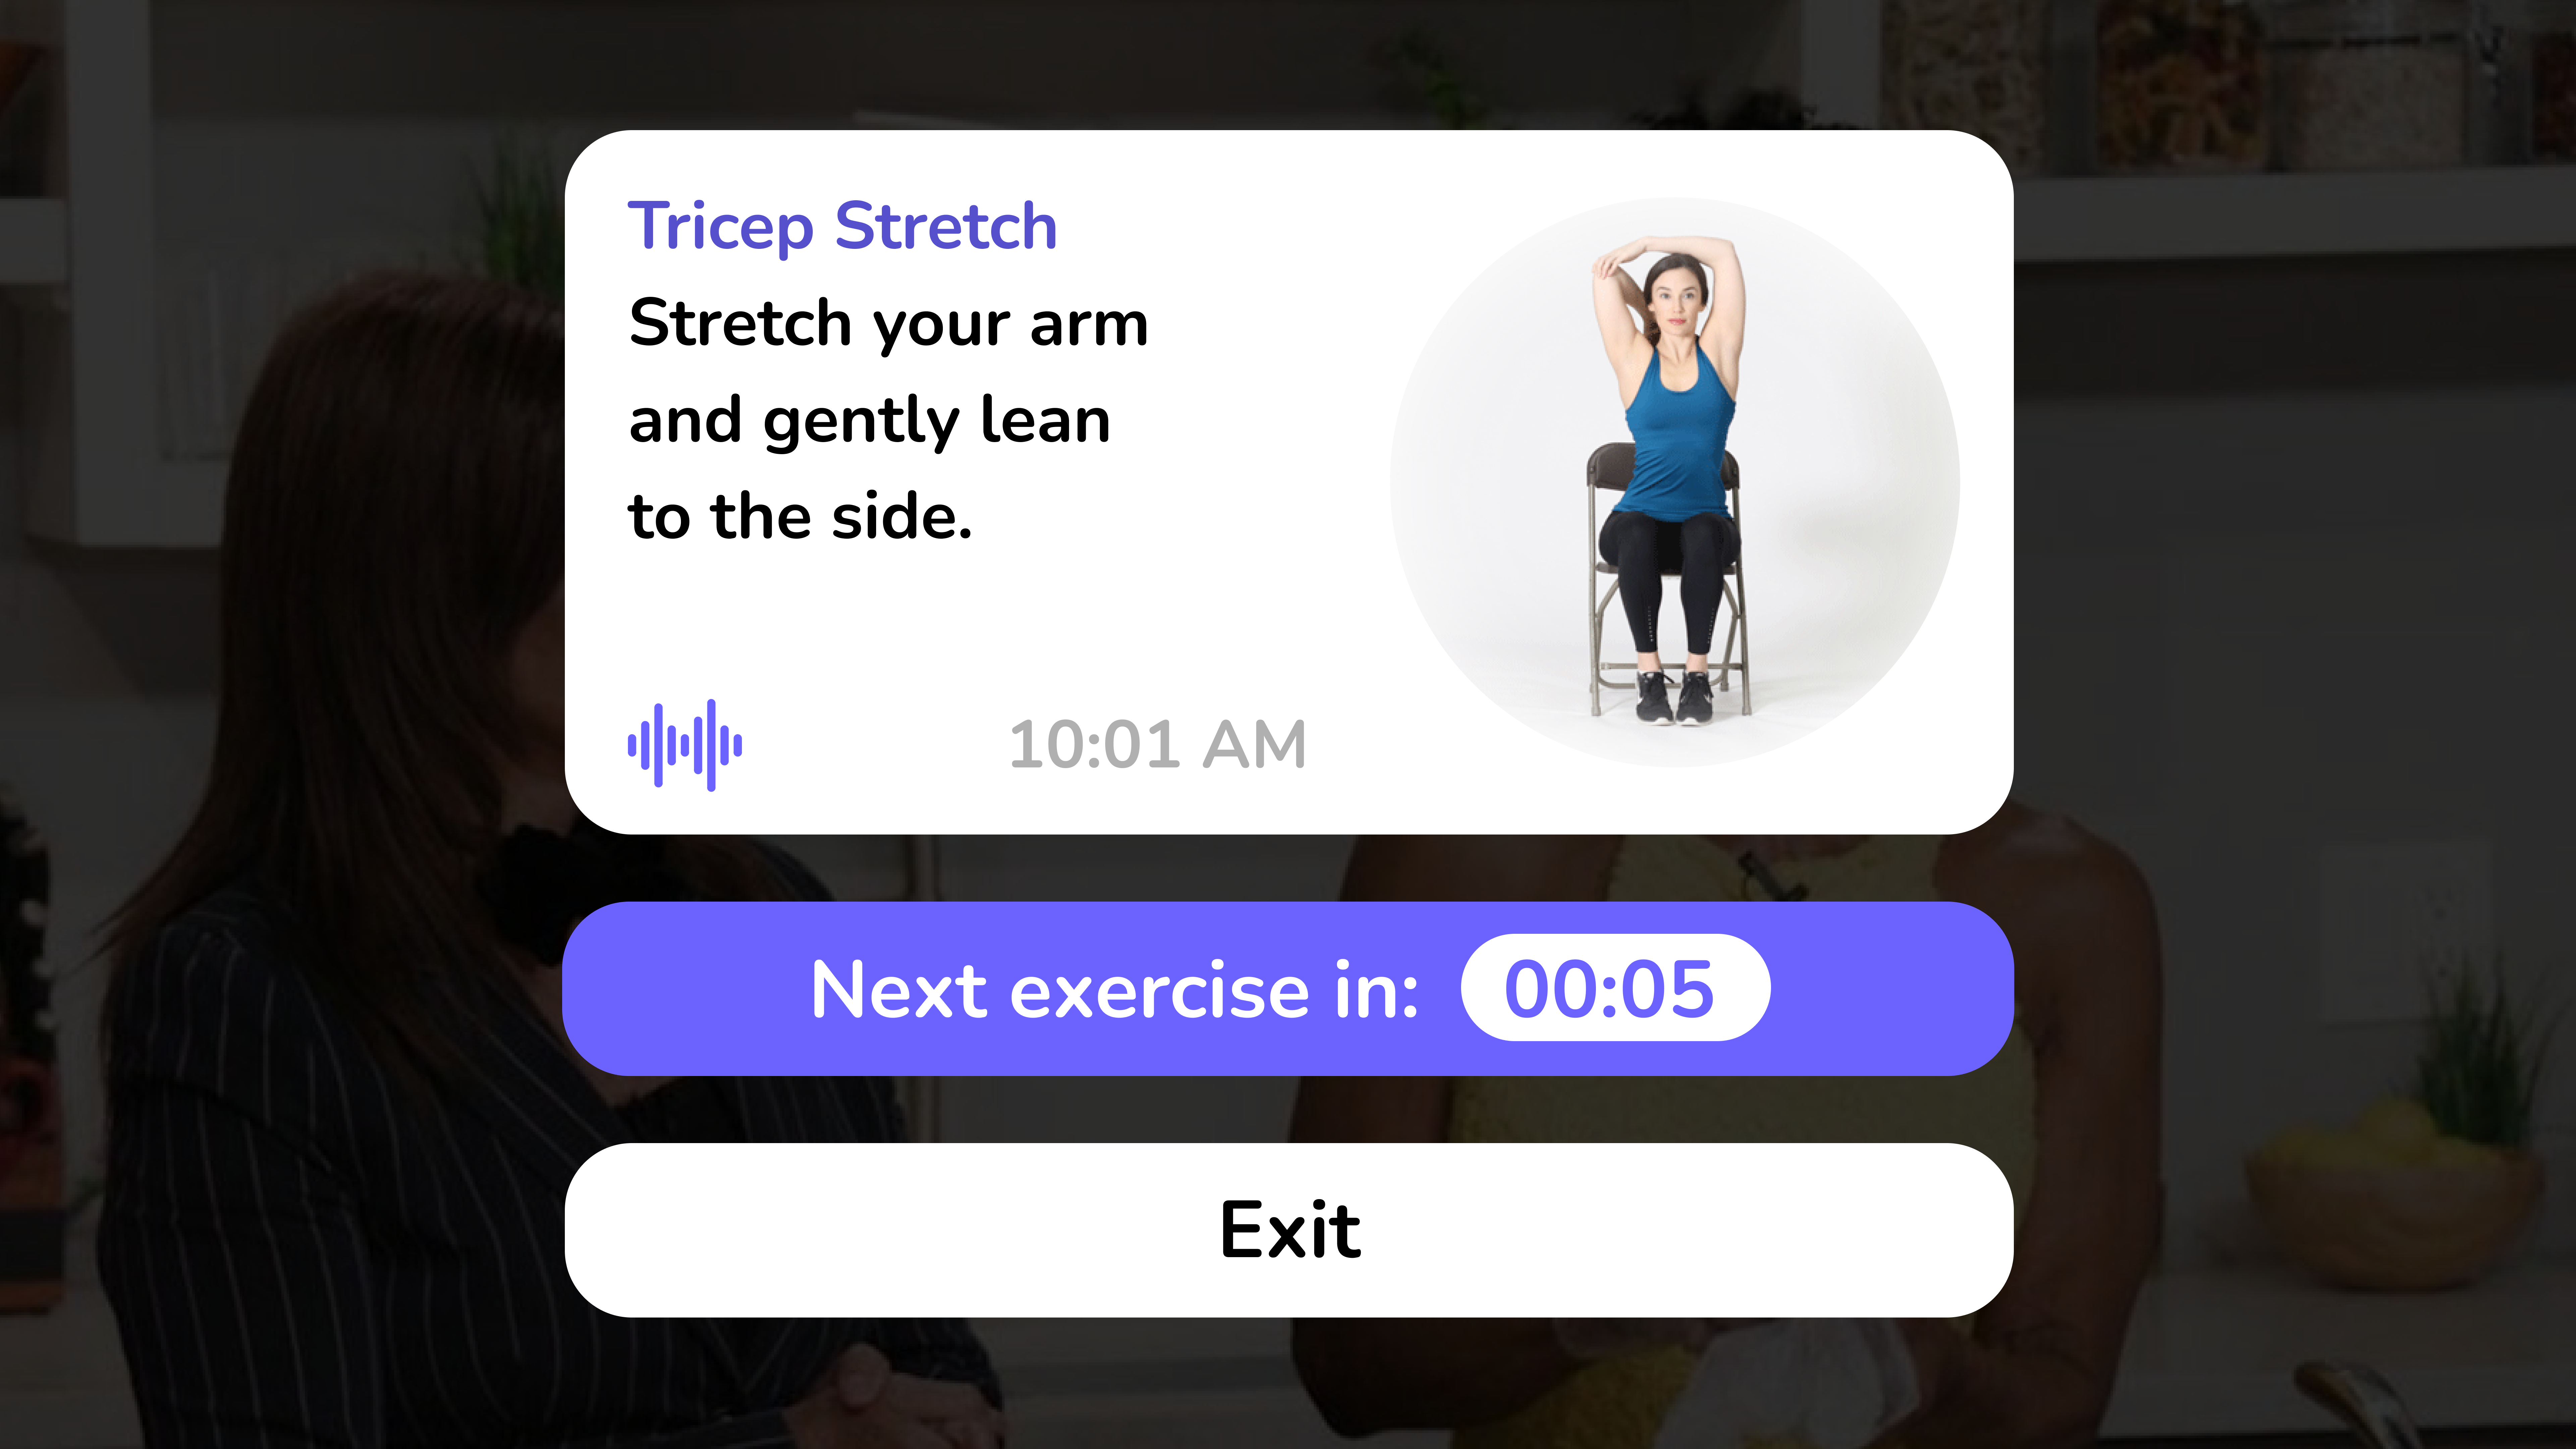 Tricep Stretch
Stretch your arm
and gently lean
to the side.
10:01 AM
Next exercise in: 00:05
Exit